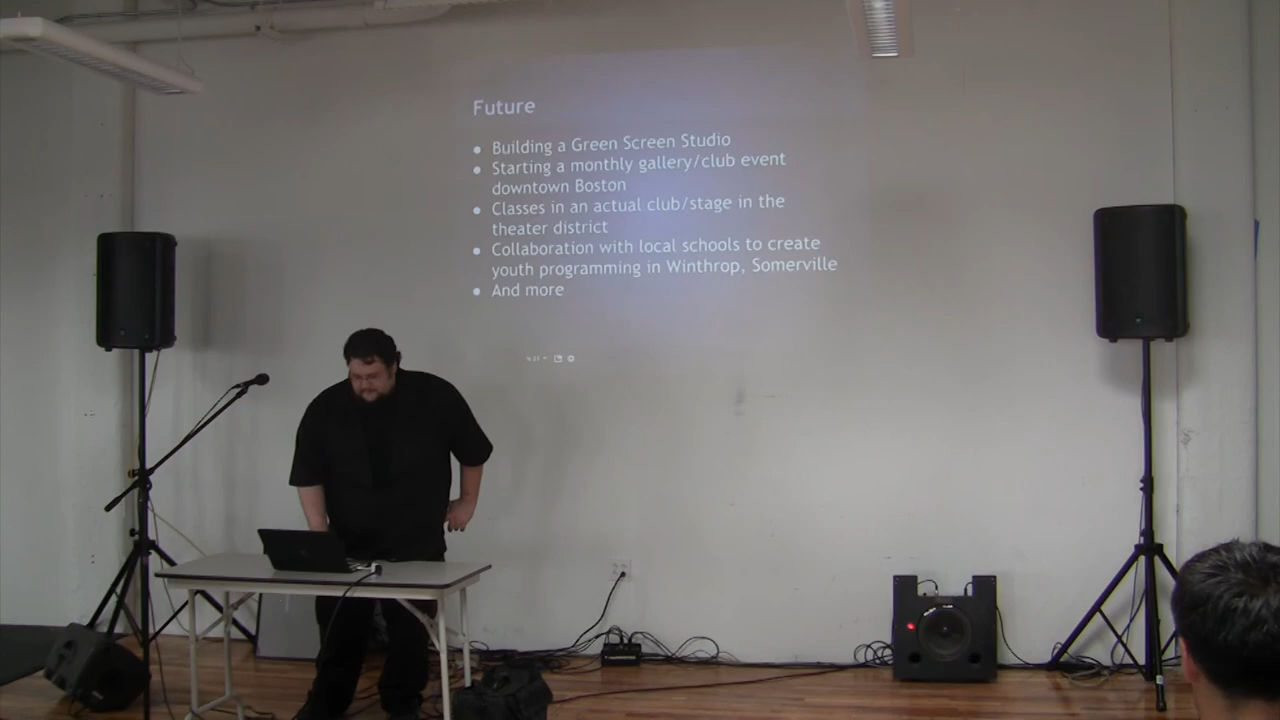 Future
● Building a Green Screen Studio
● Starting a monthly gallery/club event
downtown Boston
● Classes in an actual club/stage in the
theater district
● Collaboration with local schools to create
youth programming in Winthrop, Somerville
● And more